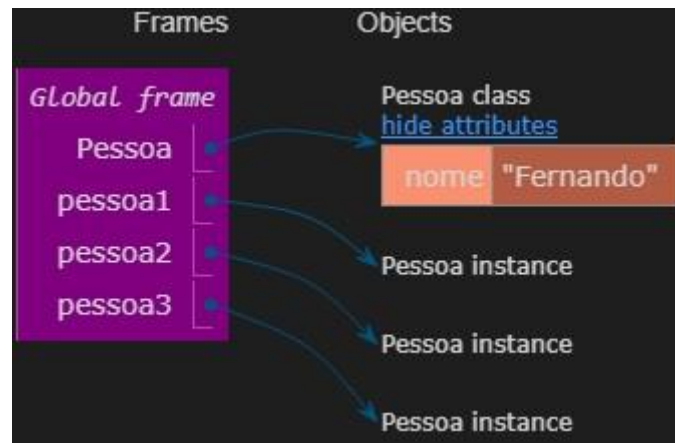 Frames Objects
Global frame
Pessoa class
hide attributes
Pessoa
nome "Fernando"
pessoa1
pessoa2
Pessoa instance
pessoa3
Pessoa instance
Pessoa instance